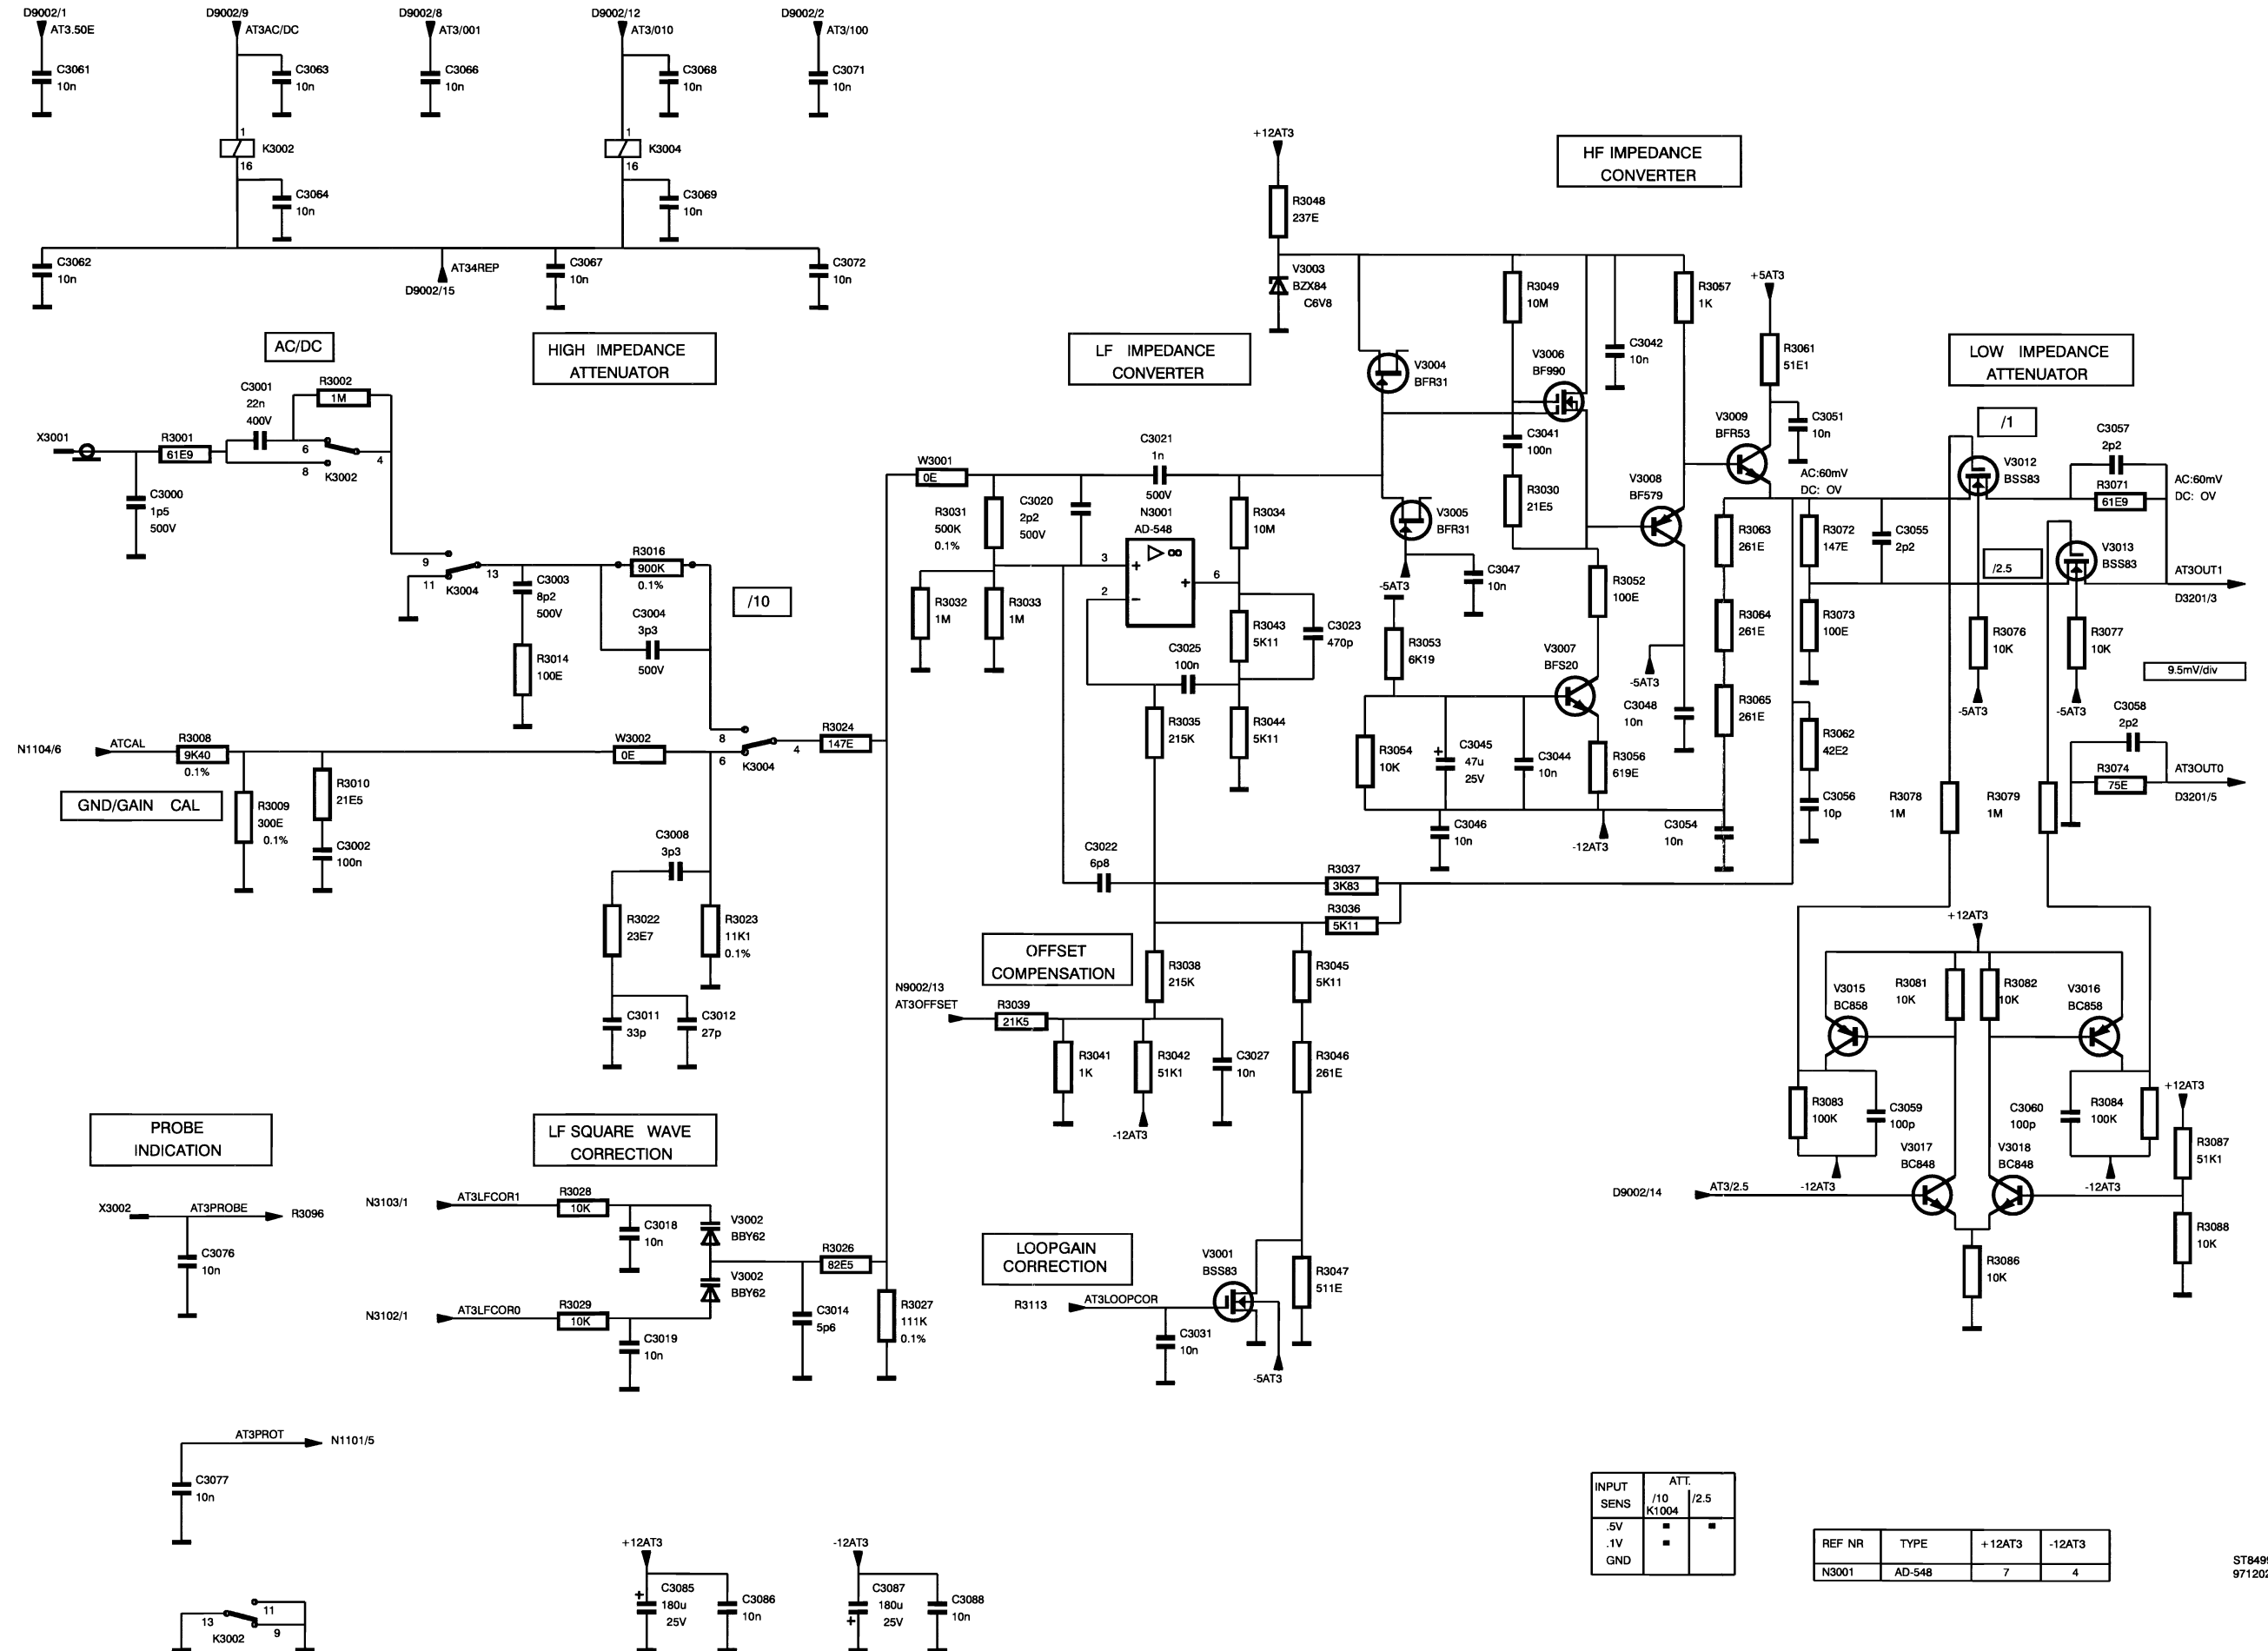 D9002/1
AT3.50E
C3061
10n
D9002/9
AT3AC/DC
C3063
10n
1
K3002
16
C3064
10n
D9002/8
AT3/001
C3066
10n
D9002/12
AT3/010
C3068
10n
1
K3004
16
C3069
10n
D9002/2
AT3/100
C3071
10n
C3062
10n
AT34REP
D9002/15
C3067
10n
C3072
10n
AC/DC
HIGH IMPEDANCE
ATTENUATOR
C3001
22n
400V
R3002
1M
X3001
R3001
61E9
6
8
4
K3002
C3000
1p5
500V
9
11
13
K3004
R3016
900K
0.1%
C3003
8p2
500V
C3004
3p3
500V
R3014
100E
/10
N1104/6
ATCAL
R3008
9K40
0.1%
W3002
0E
8
6
4
K3004
R3024
147E
GND/GAIN CAL
R3009
300E
0.1%
R3010
21E5
C3002
100n
C3008
3p3
R3022
23E7
R3023
11K1
0.1%
C3011
33p
C3012
27p
PROBE
INDICATION
X3002
AT3PROBE
R3096
C3076
10n
LF SQUARE WAVE
CORRECTION
N3103/1
AT3LFCOR1
R3028
10K
C3018
10n
V3002
BBY62
V3002
BBY62
R3026
82E5
N3102/1
AT3LFCOR0
R3029
10K
C3019
10n
C3014
5p6
R3027
111K
0.1%
AT3PROT
N1101/5
C3077
10n
11
13
9
K3002
+12AT3
C3085
180u
25V
+
C3086
10n
-12AT3
C3087
180u
25V
+
C3088
10n
LF IMPEDANCE
CONVERTER
W3001
0E
R3031
500K
0.1%
C3020
2p2
500V
C3021
1n
500V
N3001
AD-548
3
+
2
−
+
6
▷ ∞
R3034
10M
R3032
1M
R3033
1M
R3043
5K11
C3023
470p
C3025
100n
R3035
215K
R3044
5K11
C3022
6p8
R3037
3K83
R3036
5K11
OFFSET
COMPENSATION
N9002/13
AT3OFFSET
R3039
21K5
R3038
215K
R3041
1K
R3042
51K1
-12AT3
C3027
10n
R3045
5K11
R3046
261E
LOOPGAIN
CORRECTION
R3113
AT3LOOPCOR
C3031
10n
V3001
BSS83
R3047
511E
-5AT3
HF IMPEDANCE
CONVERTER
+12AT3
R3048
237E
V3003
BZX84
C6V8
V3004
BFR31
R3049
10M
V3006
BF990
C3042
10n
R3057
1K
C3041
100n
R3030
21E5
V3005
BFR31
-5AT3
C3047
10n
R3053
6K19
V3008
BF579
R3052
100E
V3007
BFS20
-5AT3
C3048
10n
R3054
10K
+
C3045
47u
25V
C3044
10n
R3056
619E
C3046
10n
-12AT3
C3054
10n
+5AT3
R3061
51E1
V3009
BFR53
C3051
10n
AC:60mV
DC: OV
R3063
261E
R3072
147E
C3055
2p2
R3064
261E
R3073
100E
R3065
261E
R3062
42E2
C3056
10p
LOW IMPEDANCE
ATTENUATOR
/1
V3012
BSS83
C3057
2p2
R3071
61E9
AC:60mV
DC: OV
/2.5
V3013
BSS83
AT3OUT1
D3201/3
R3076
10K
R3077
10K
9.5mV/div
-5AT3
-5AT3
C3058
2p2
R3074
75E
AT3OUT0
D3201/5
R3078
1M
R3079
1M
+12AT3
V3015
BC858
R3081
10K
R3082
10K
V3016
BC858
R3083
100K
C3059
100p
C3060
100p
R3084
100K
+12AT3
V3017
BC848
V3018
BC848
R3087
51K1
-12AT3
-12AT3
D9002/14
AT3/2.5
R3086
10K
R3088
10K
INPUT
SENS
ATT.
/10
K1004
/2.5
.5V
.1V
GND
REF NR TYPE +12AT3 -12AT3
N3001 AD-548 7 4